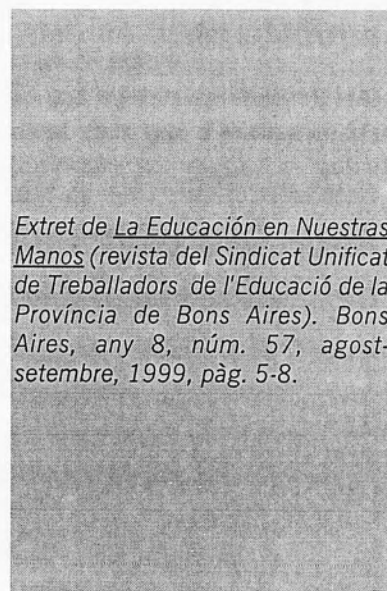 Extret de La Educación en Nuestras
Manos (revista del Sindicat Unificat
de Treballadors de l'Educació de la
Província de Bons Aires). Bons
Aires, any 8, núm. 57, agost-
setembre, 1999, pàg. 5-8.